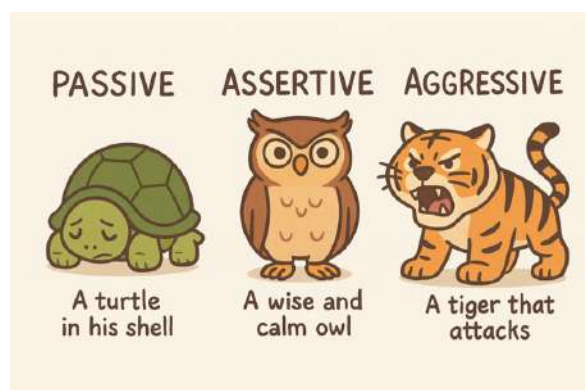 PASSIVE
A turtle
in his shell
ASSERTIVE
A wise and
calm owl
AGGRESSIVE
A tiger that
attacks